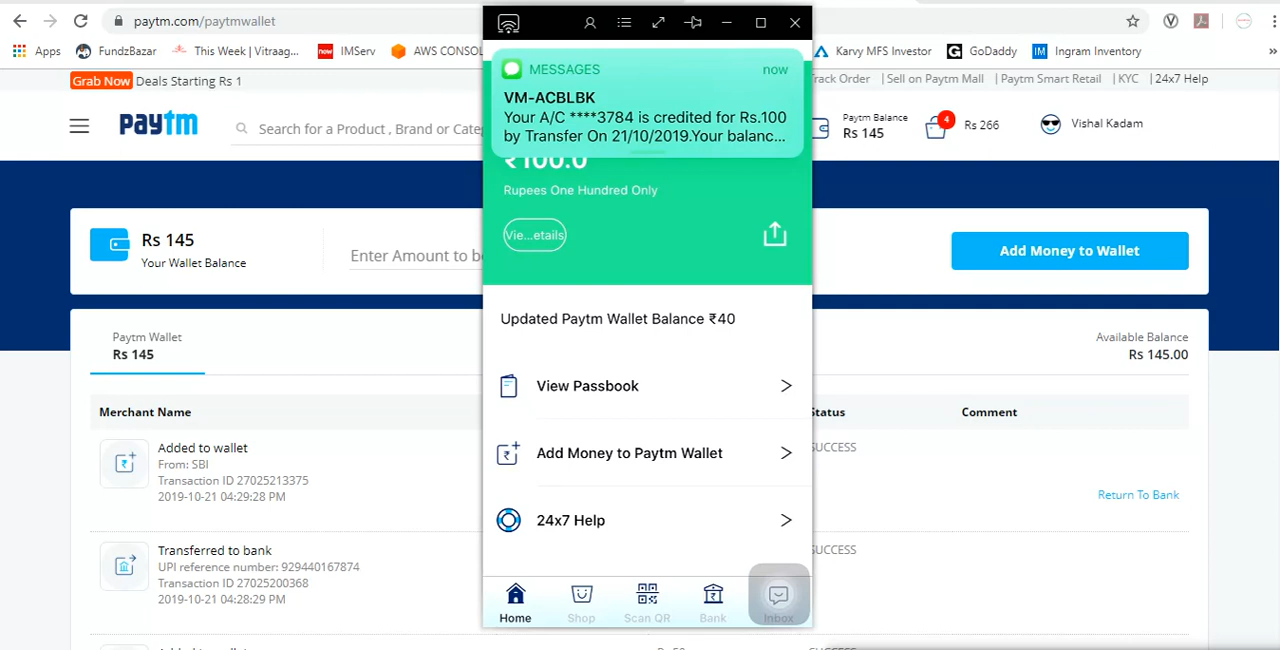 paytm.com/paytmwallet
Apps
FundzBazar
This Week | Vitraag...
now IMServ
AWS CONSOL
Karvy MFS Investor
GoDaddy
IM Ingram Inventory
»
Grab Now Deals Starting Rs 1
Track Order | Sell on Paytm Mall | Paytm Smart Retail | KYC | 24x7 Help
paytm
Search for a Product , Brand or Cate
Paytm Balance
Rs 145
4
Rs 266
Vishal Kadam
Rs 145
Your Wallet Balance
Enter Amount to b
Add Money to Wallet
Paytm Wallet
Rs 145
Available Balance
Rs 145.00
Merchant Name
Status
Comment
Added to wallet
From: SBI
Transaction ID 27025213375
2019-10-21 04:29:28 PM
SUCCESS
Return To Bank
Transferred to bank
UPI reference number: 929440167874
Transaction ID 27025200368
2019-10-21 04:28:29 PM
SUCCESS
MESSAGES
now
VM-ACBLBK
Your A/C ****3784 is credited for Rs.100
by Transfer On 21/10/2019.Your balanc...
₹100.0
Rupees One Hundred Only
Vie...etails
Updated Paytm Wallet Balance ₹40
View Passbook
Add Money to Paytm Wallet
24x7 Help
Home
Shop
Scan QR
Bank
Inbox